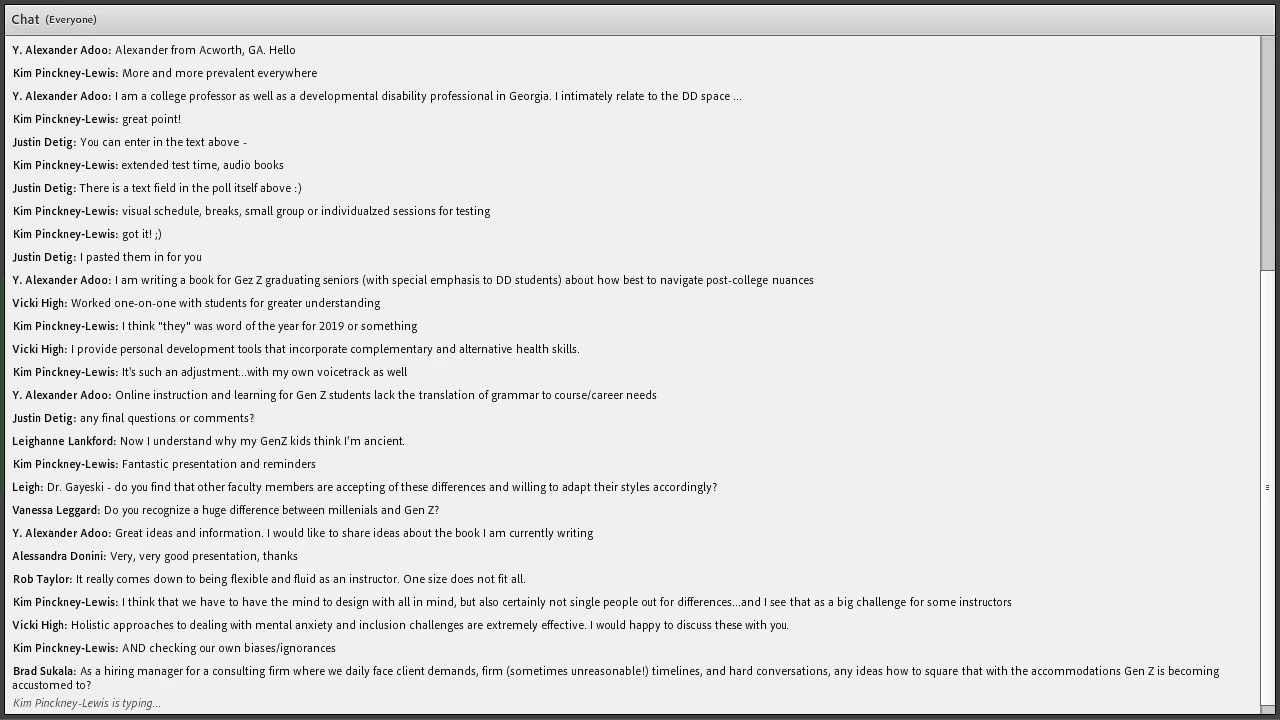 Chat (Everyone)
Y. Alexander Adoo: Alexander from Acworth, GA. Hello
Kim Pinckney-Lewis: More and more prevalent everywhere
Y. Alexander Adoo: I am a college professor as well as a developmental disability professional in Georgia. I intimately relate to the DD space ...
Kim Pinckney-Lewis: great point!
Justin Detig: You can enter in the text above -
Kim Pinckney-Lewis: extended test time, audio books
Justin Detig: There is a text field in the poll itself above :)
Kim Pinckney-Lewis: visual schedule, breaks, small group or individualzed sessions for testing
Kim Pinckney-Lewis: got it! ;)
Justin Detig: I pasted them in for you
Y. Alexander Adoo: I am writing a book for Gez Z graduating seniors (with special emphasis to DD students) about how best to navigate post-college nuances
Vicki High: Worked one-on-one with students for greater understanding
Kim Pinckney-Lewis: I think "they" was word of the year for 2019 or something
Vicki High: I provide personal development tools that incorporate complementary and alternative health skills.
Kim Pinckney-Lewis: It's such an adjustment...with my own voicetrack as well
Y. Alexander Adoo: Online instruction and learning for Gen Z students lack the translation of grammar to course/career needs
Justin Detig: any final questions or comments?
Leighanne Lankford: Now I understand why my GenZ kids think I'm ancient.
Kim Pinckney-Lewis: Fantastic presentation and reminders
Leigh: Dr. Gayeski - do you find that other faculty members are accepting of these differences and willing to adapt their styles accordingly?
Vanessa Leggard: Do you recognize a huge difference between millenials and Gen Z?
Y. Alexander Adoo: Great ideas and information. I would like to share ideas about the book I am currently writing
Alessandra Donini: Very, very good presentation, thanks
Rob Taylor: It really comes down to being flexible and fluid as an instructor. One size does not fit all.
Kim Pinckney-Lewis: I think that we have to have the mind to design with all in mind, but also certainly not single people out for differences...and I see that as a big challenge for some instructors
Vicki High: Holistic approaches to dealing with mental anxiety and inclusion challenges are extremely effective. I would happy to discuss these with you.
Kim Pinckney-Lewis: AND checking our own biases/ignorances
Brad Sukala: As a hiring manager for a consulting firm where we daily face client demands, firm (sometimes unreasonable!) timelines, and hard conversations, any ideas how to square that with the accommodations Gen Z is becoming
accustomed to?
Kim Pinckney-Lewis is typing...